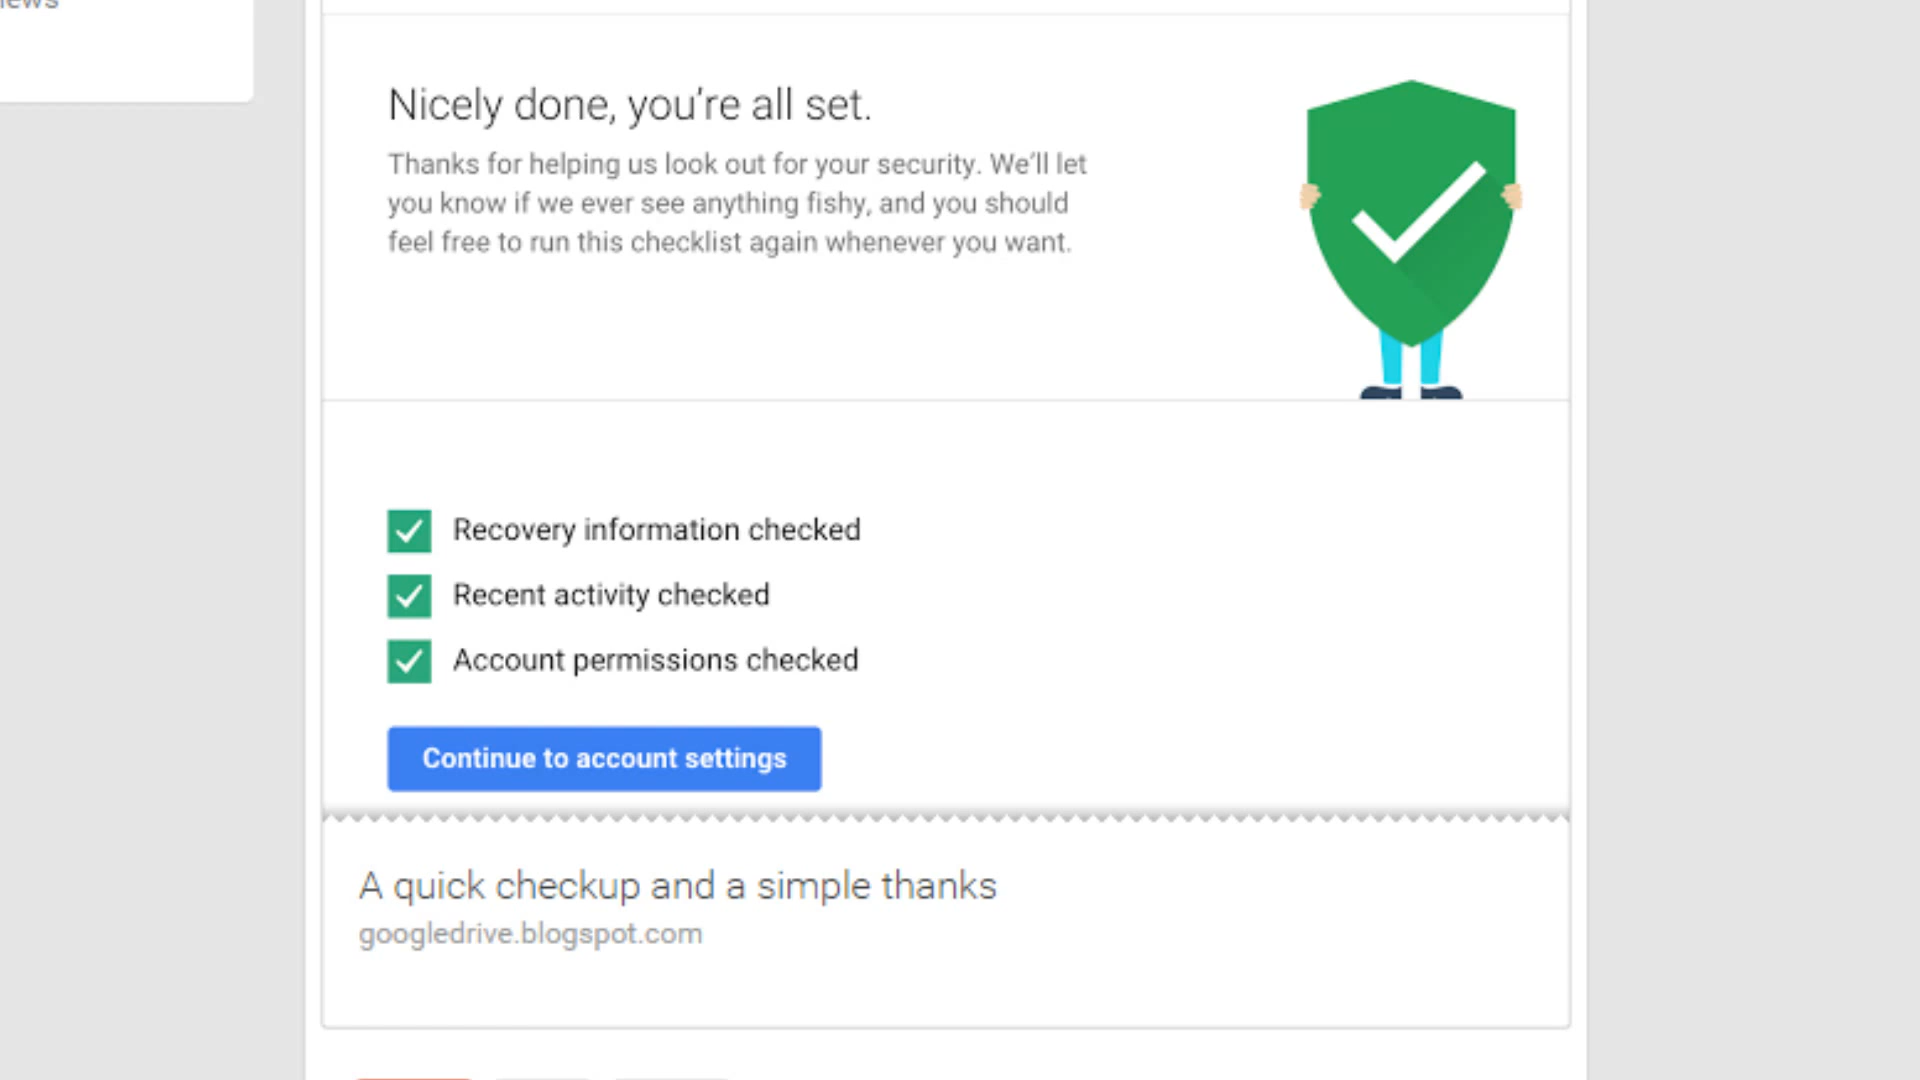 Nicely done, you’re all set.
Thanks for helping us look out for your security. We’ll let
you know if we ever see anything fishy, and you should
feel free to run this checklist again whenever you want.
Recovery information checked
Recent activity checked
Account permissions checked
Continue to account settings
A quick checkup and a simple thanks
googledrive.blogspot.com